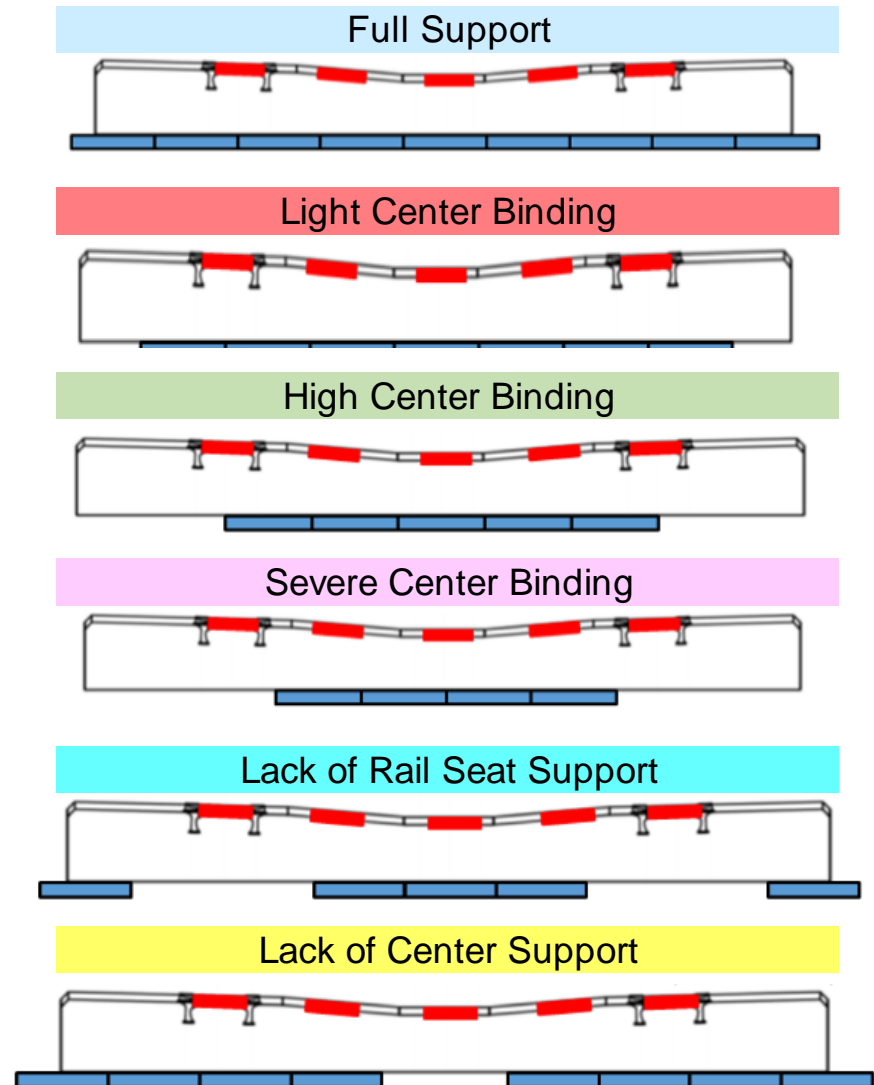 Full Support
Light Center Binding
High Center Binding
Severe Center Binding
Lack of Rail Seat Support
Lack of Center Support